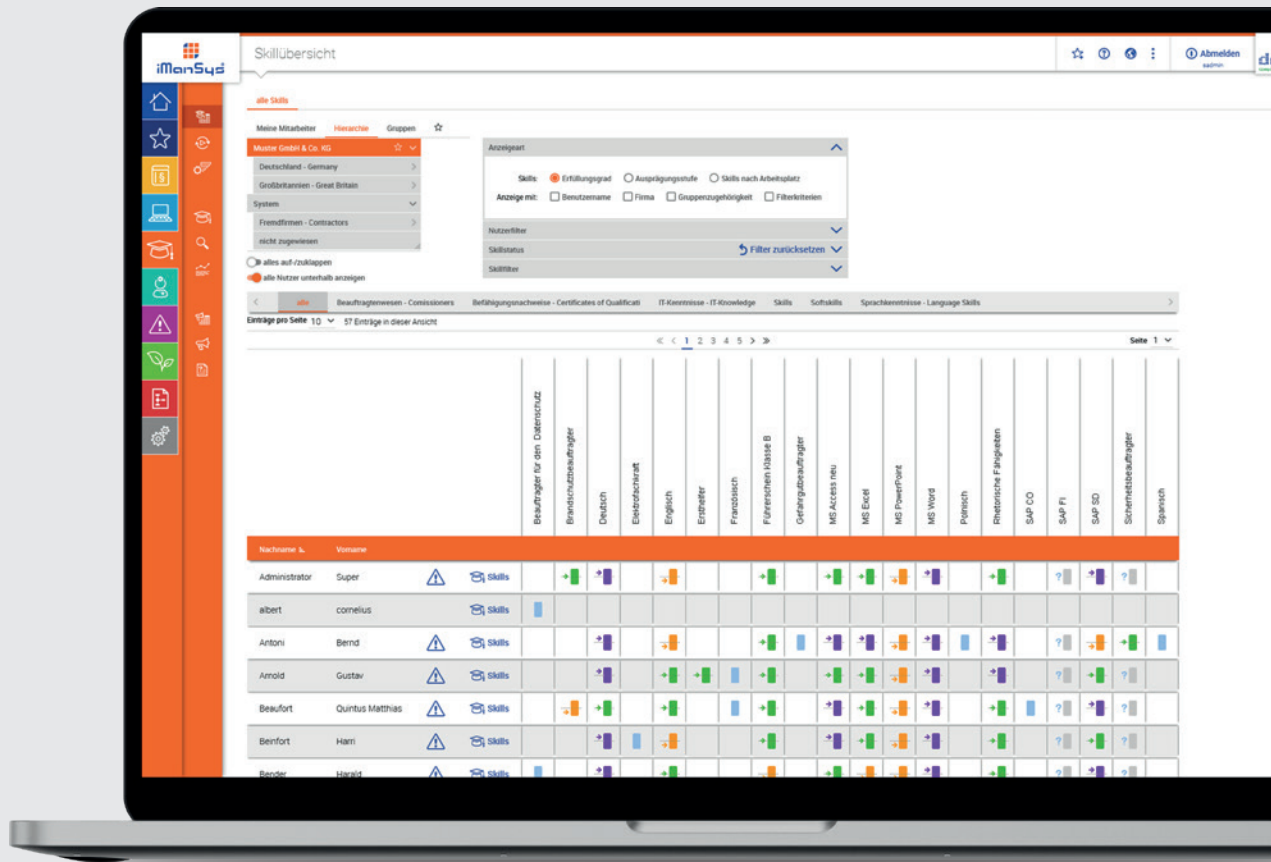 iManSys
Skillübersicht
Abmelden
sadmin
alle Skills
Meine Mitarbeiter Hierarchie Gruppen
Muster GmbH & Co. KG
Deutschland - Germany
Großbritannien - Great Britain
System
Fremdfirmen - Contractors
nicht zugewiesen
alles auf-/zuklappen
alle Nutzer unterhalb anzeigen
Anzeigeart
Skills: Erfüllungsgrad Ausprägungsstufe Skills nach Arbeitsplatz
Anzeige mit: Benutzername Firma Gruppenzugehörigkeit Filterkriterien
Nutzerfilter
Skillstatus Filter zurücksetzen
Skillfilter
alle Beauftragtenwesen - Comissioners Befähigungsnachweise - Certificates of Qualificati IT-Kenntnisse - IT-Knowledge Skills Softskills Sprachkenntnisse - Language Skills
Einträge pro Seite 10 57 Einträge in dieser Ansicht
« < 1 2 3 4 5 > » Seite 1
Beauftragter für den Datenschutz
Brandschutzbeauftragter
Deutsch
Elektrofachkraft
Englisch
Ersthelfer
Französisch
Führerschein Klasse B
Gefahrgutbeauftragter
MS Access neu
MS Excel
MS PowerPoint
MS Word
Polnisch
Rhetorische Fähigkeiten
SAP CO
SAP FI
SAP SD
Sicherheitsbeauftragter
Spanisch
Nachname Vorname
Administrator Super Skills ? ?
albert cornelius Skills
Antoni Bernd Skills ?
Arnold Gustav Skills ? ?
Beaufort Quintus Matthias Skills ? ?
Beinfort Harri Skills ? ?
Bender Harald Skills ? ?